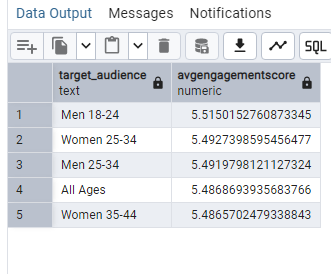 Data Output Messages Notifications
SQL
target_audience avgengagementscore
text numeric
1 Men 18-24 5.5150152760873345
2 Women 25-34 5.4927398595456477
3 Men 25-34 5.4919798121127324
4 All Ages 5.4868693935683766
5 Women 35-44 5.4865702479338843